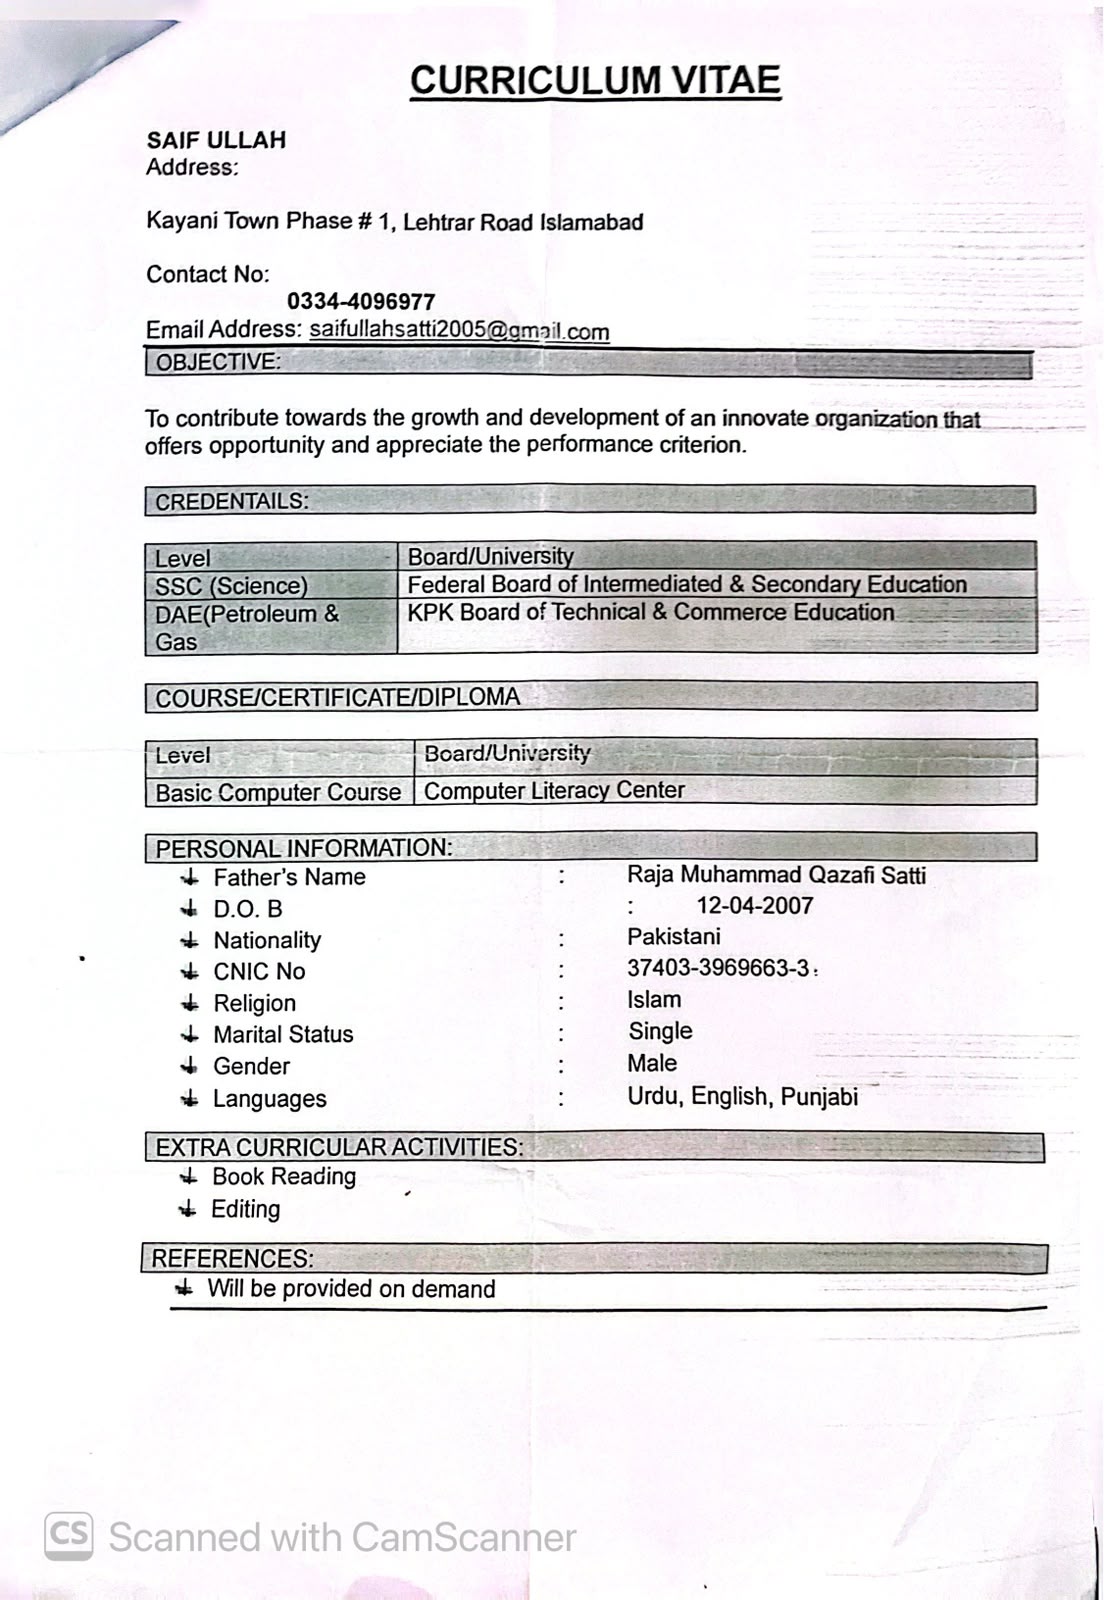 CURRICULUM VITAE
SAIF ULLAH
Address:
Kayani Town Phase # 1, Lehtrar Road Islamabad
Contact No:
0334-4096977
Email Address: saifullahsatti2005@gmail.com
OBJECTIVE:
To contribute towards the growth and development of an innovate organization that
offers opportunity and appreciate the performance criterion.
CREDENTAILS:
Level Board/University
SSC (Science) Federal Board of Intermediated & Secondary Education
DAE(Petroleum & KPK Board of Technical & Commerce Education
Gas
COURSE/CERTIFICATE/DIPLOMA
Level Board/University
Basic Computer Course Computer Literacy Center
PERSONAL INFORMATION:
Father's Name : Raja Muhammad Qazafi Satti
D.O. B : 12-04-2007
Nationality : Pakistani
CNIC No : 37403-3969663-3
Religion : Islam
Marital Status : Single
Gender : Male
Languages : Urdu, English, Punjabi
EXTRA CURRICULAR ACTIVITIES:
Book Reading
Editing
REFERENCES:
Will be provided on demand
CS Scanned with CamScanner